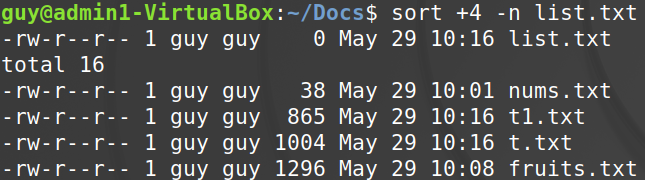 guy@admin1-VirtualBox:~/Docs$ sort +4 -n list.txt
-rw-r--r-- 1 guy guy    0 May 29 10:16 list.txt
total 16
-rw-r--r-- 1 guy guy   38 May 29 10:01 nums.txt
-rw-r--r-- 1 guy guy  865 May 29 10:16 t1.txt
-rw-r--r-- 1 guy guy 1004 May 29 10:16 t.txt
-rw-r--r-- 1 guy guy 1296 May 29 10:08 fruits.txt